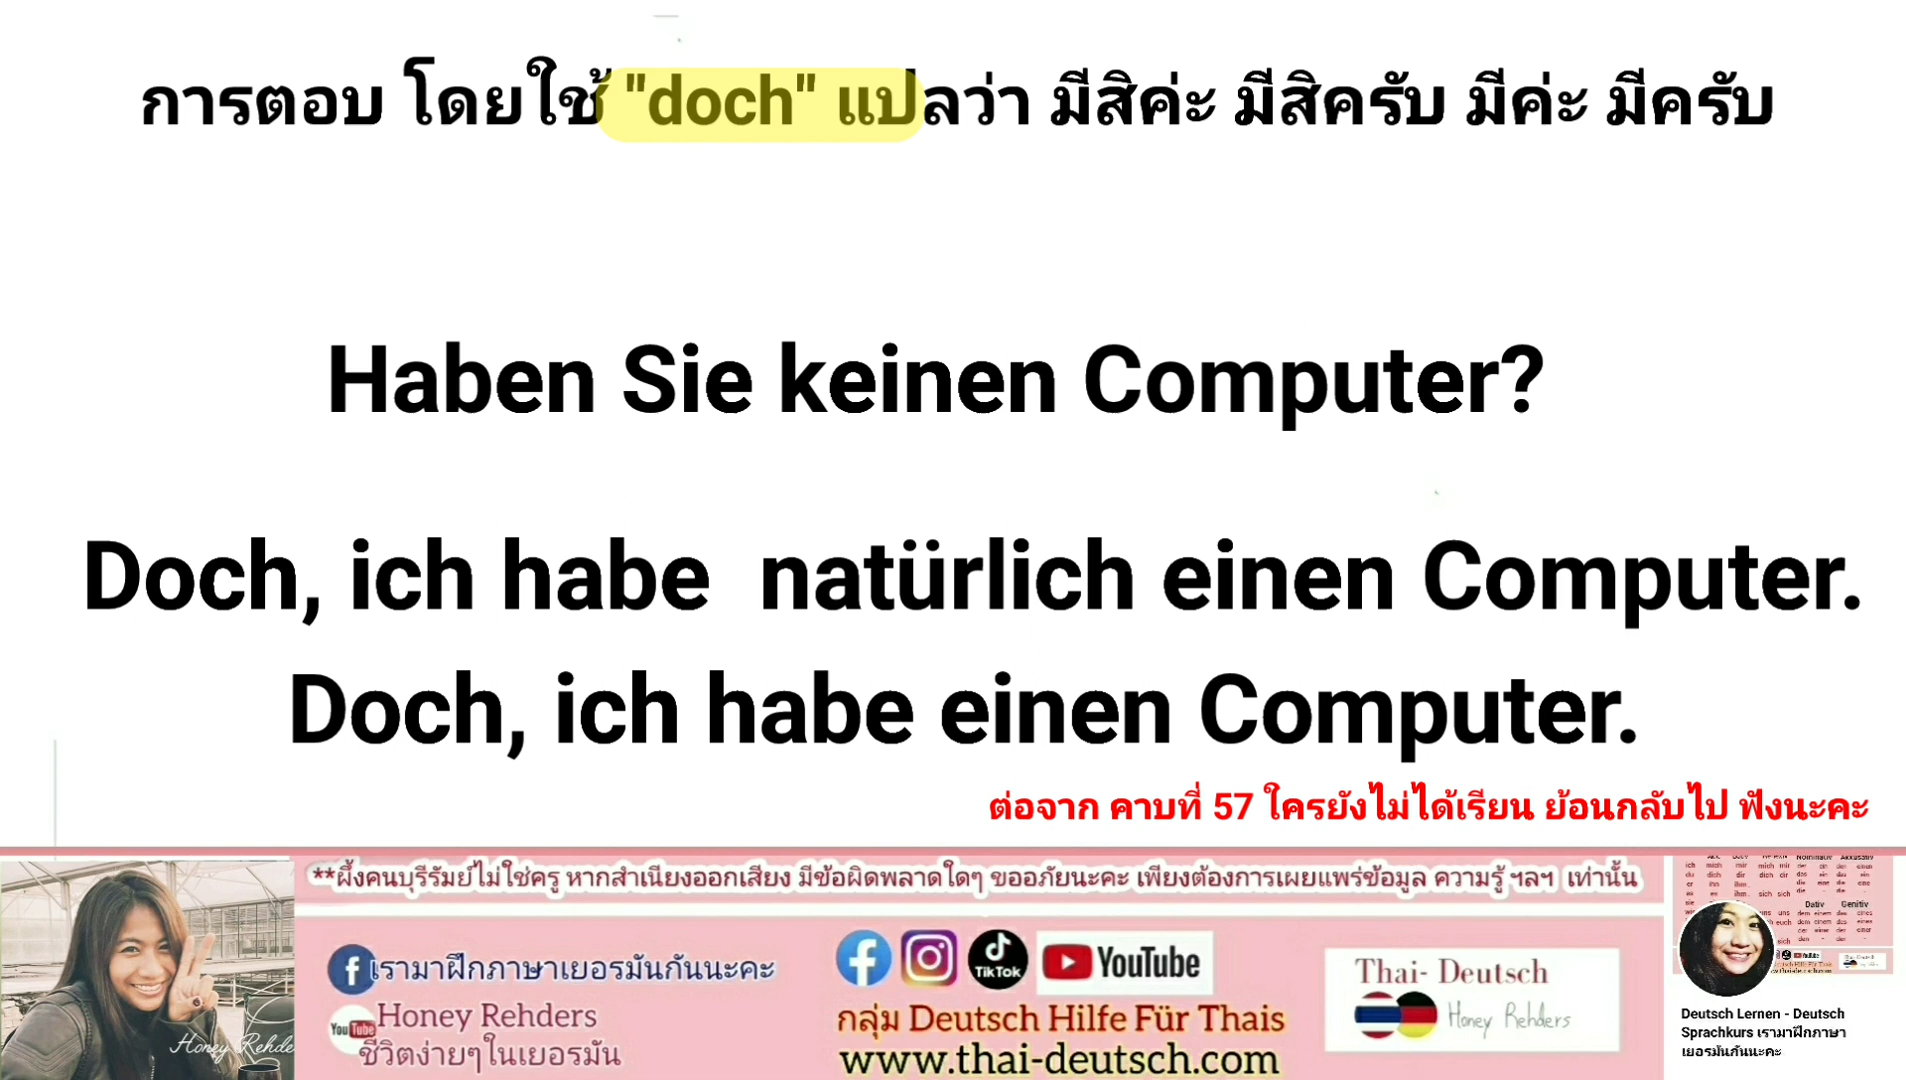 การตอบ โดยใช้ "doch" แปลว่า มีสิค่ะ มีสิครับ มีค่ะ มีครับ
Haben Sie keinen Computer?
Doch, ich habe natürlich einen Computer.
Doch, ich habe einen Computer.
ต่อจาก คาบที่ 57 ใครยังไม่ได้เรียน ย้อนกลับไป ฟังนะคะ
**ผึ้งคนบุรีรัมย์ไม่ใช่ครู หากสำเนียงออกเสียง มีข้อผิดพลาดใดๆ ขออภัยนะคะ เพียงต้องการเผยแพร่ข้อมูล ความรู้ ฯลฯ เท่านั้น
เรามาฝึกภาษาเยอรมันกันนะคะ
YouTube Honey Rehders
ชีวิตง่ายๆในเยอรมัน
TikTok YouTube
กลุ่ม Deutsch Hilfe Für Thais
www.thai-deutsch.com
Thai- Deutsch
Honey Rehders
Honey Rehde
Dativ Genitiv
Deutsch Lernen - Deutsch
Sprachkurs เรามาฝึกภาษา
เยอรมันกันนะคะ